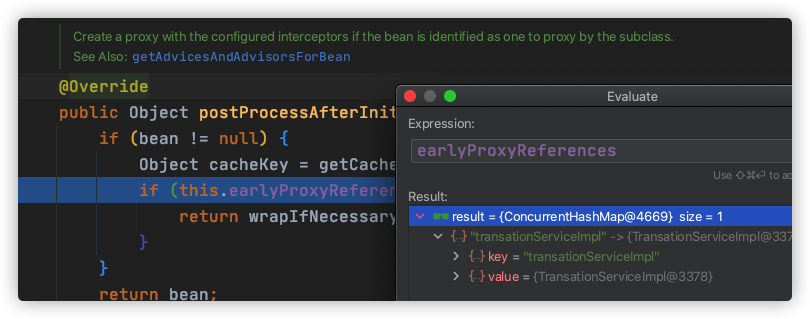 Create a proxy with the configured interceptors if the bean is identified as one to proxy by the subclass.
See Also: getAdvicesAndAdvisorsForBean
@Override
public Object postProcessAfterInit
if (bean != null) {
Object cacheKey = getCache
if (this.earlyProxyReferen
return wrapIfNecessary
}
}
return bean;
Evaluate
Expression:
earlyProxyReferences
Use ⇧⌘⏎ to ad
Result:
result = {ConcurrentHashMap@4669} size = 1
"transationServiceImpl" -> {TransationServiceImpl@337
key = "transationServiceImpl"
value = {TransationServiceImpl@3378}